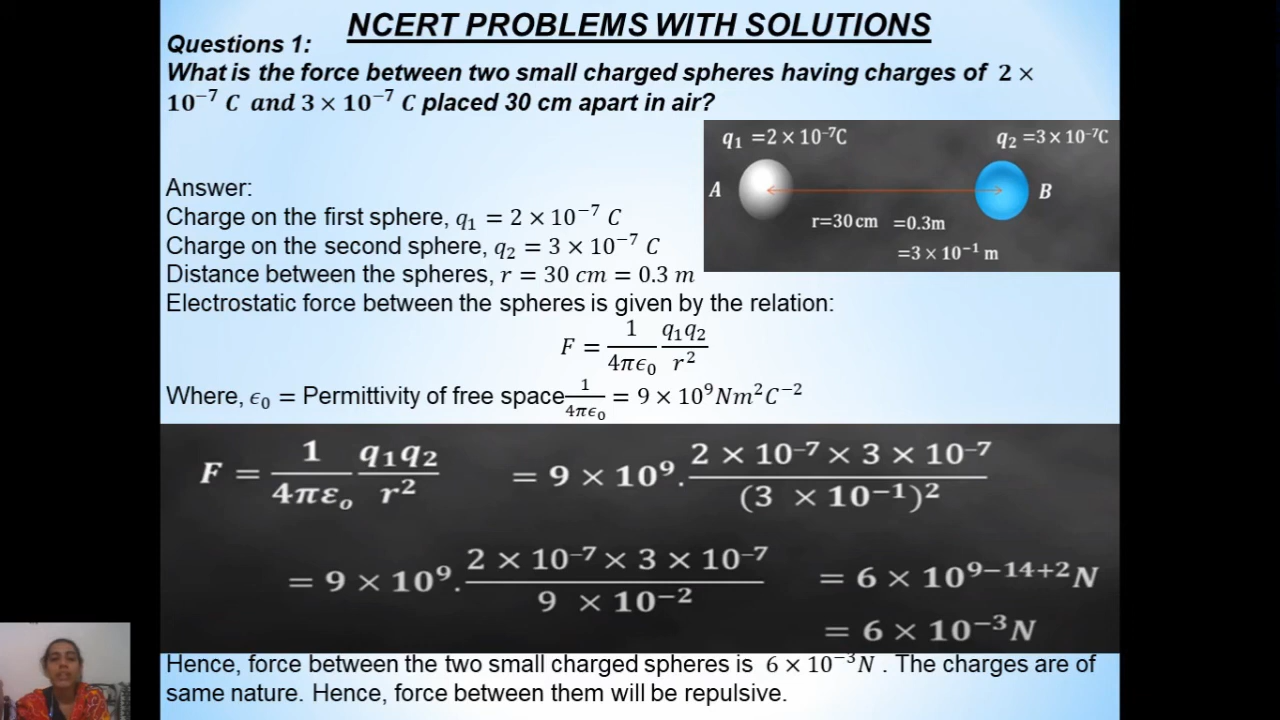 NCERT PROBLEMS WITH SOLUTIONS
Questions 1:
What is the force between two small charged spheres having charges of 2 ×
10⁻⁷ C and 3 × 10⁻⁷ C placed 30 cm apart in air?
q₁ =2 × 10⁻⁷C q₂ =3 × 10⁻⁷C
A B
r=30 cm =0.3m
=3 × 10⁻¹ m
Answer:
Charge on the first sphere, q₁ = 2 × 10⁻⁷ C
Charge on the second sphere, q₂ = 3 × 10⁻⁷ C
Distance between the spheres, r = 30 cm = 0.3 m
Electrostatic force between the spheres is given by the relation:
F = 1/4πϵ₀ q₁q₂/r²
Where, ϵ₀ = Permittivity of free space 1/4πϵ₀ = 9 × 10⁹Nm²C⁻²
F = 1/4πεₒ q₁q₂/r² = 9 × 10⁹. 2 × 10⁻⁷ × 3 × 10⁻⁷/(3 × 10⁻¹)²
= 9 × 10⁹. 2 × 10⁻⁷ × 3 × 10⁻⁷/9 × 10⁻² = 6 × 10⁹⁻¹⁴⁺²N
= 6 × 10⁻³N
Hence, force between the two small charged spheres is 6 × 10⁻³N . The charges are of
same nature. Hence, force between them will be repulsive.